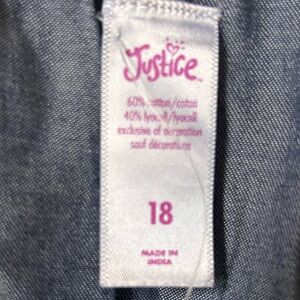 Justice
60% cotton/coton
40% lyocell/lyocell
exclusive of decoration
sauf décorations
18
MADE IN
INDIA